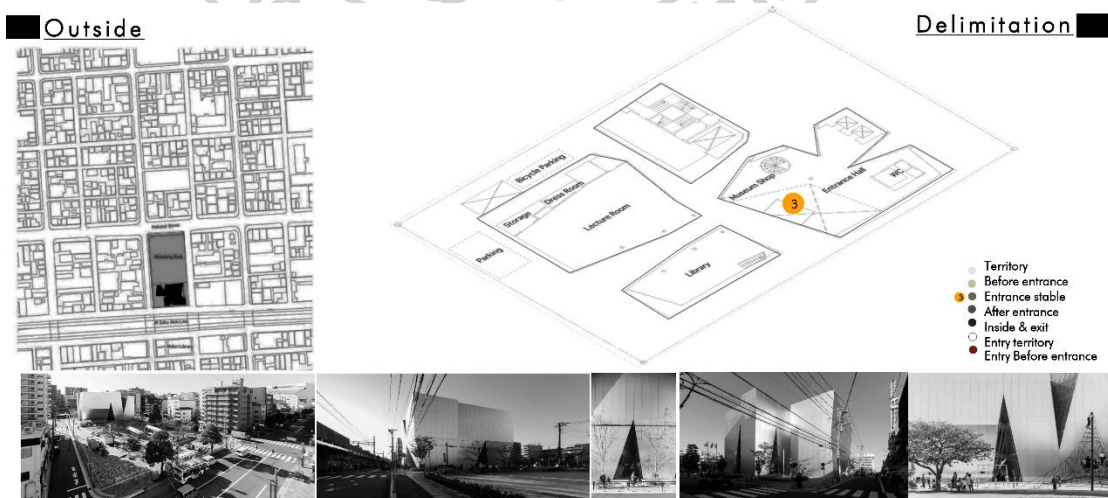 Outside
Delimitation
Bicycle Parking
Dress Room
Storage
Lecture Room
Parking
Library
Museum Shop
Entrance Hall
WC
3
Territory
Before entrance
3 Entrance stable
After entrance
Inside & exit
Entry territory
Entry Before entrance